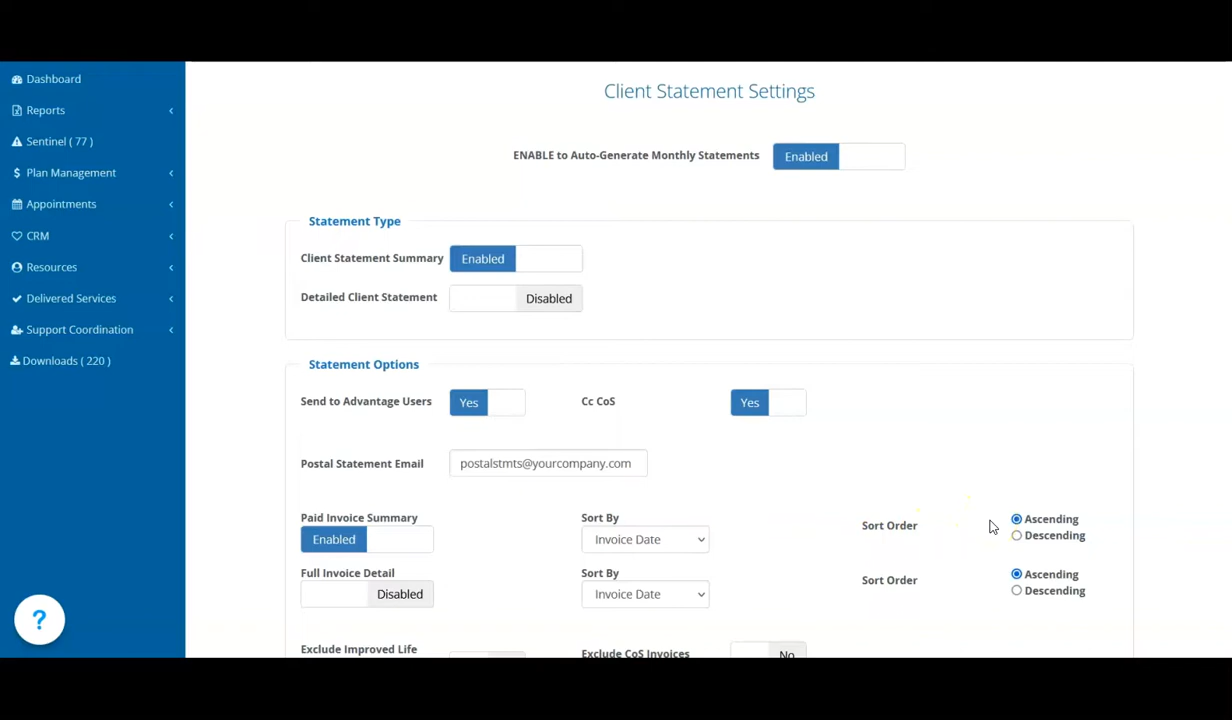 Dashboard
Reports
Sentinel ( 77 )
Plan Management
Appointments
CRM
Resources
Delivered Services
Support Coordination
Downloads ( 220 )
?
Client Statement Settings
ENABLE to Auto-Generate Monthly Statements Enabled
Statement Type
Client Statement Summary Enabled
Detailed Client Statement Disabled
Statement Options
Send to Advantage Users Yes Cc CoS Yes
Postal Statement Email postalstmts@yourcompany.com
Paid Invoice Summary Sort By Sort Order Ascending
Enabled Invoice Date Descending
Full Invoice Detail Sort By Sort Order Ascending
Disabled Invoice Date Descending
Exclude Improved Life Exclude CoS Invoices No